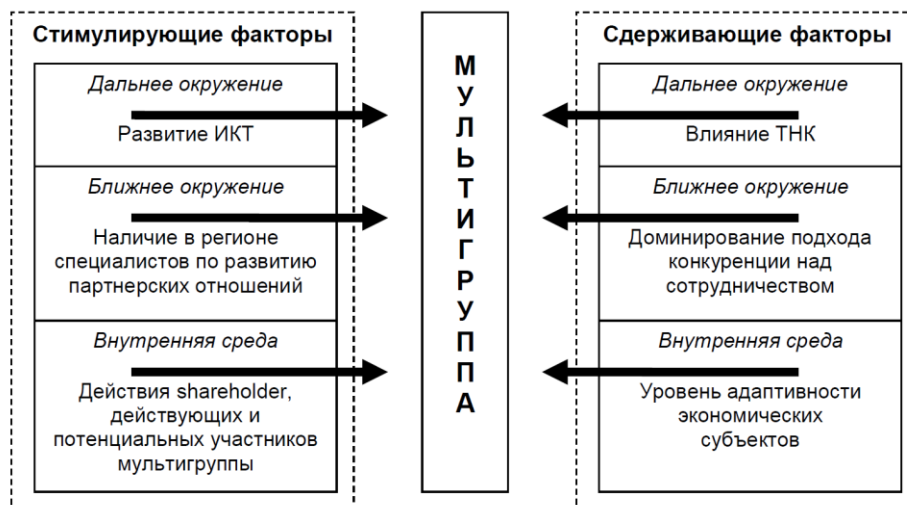 Стимулирующие факторы
Дальнее окружение
Развитие ИКТ
Ближнее окружение
Наличие в регионе
специалистов по развитию
партнерских отношений
Внутренняя среда
Действия shareholder,
действующих и
потенциальных участников
мультигруппы
МУЛЬТИГРУППА
Сдерживающие факторы
Дальнее окружение
Влияние ТНК
Ближнее окружение
Доминирование подхода
конкуренции над
сотрудничеством
Внутренняя среда
Уровень адаптивности
экономических
субъектов